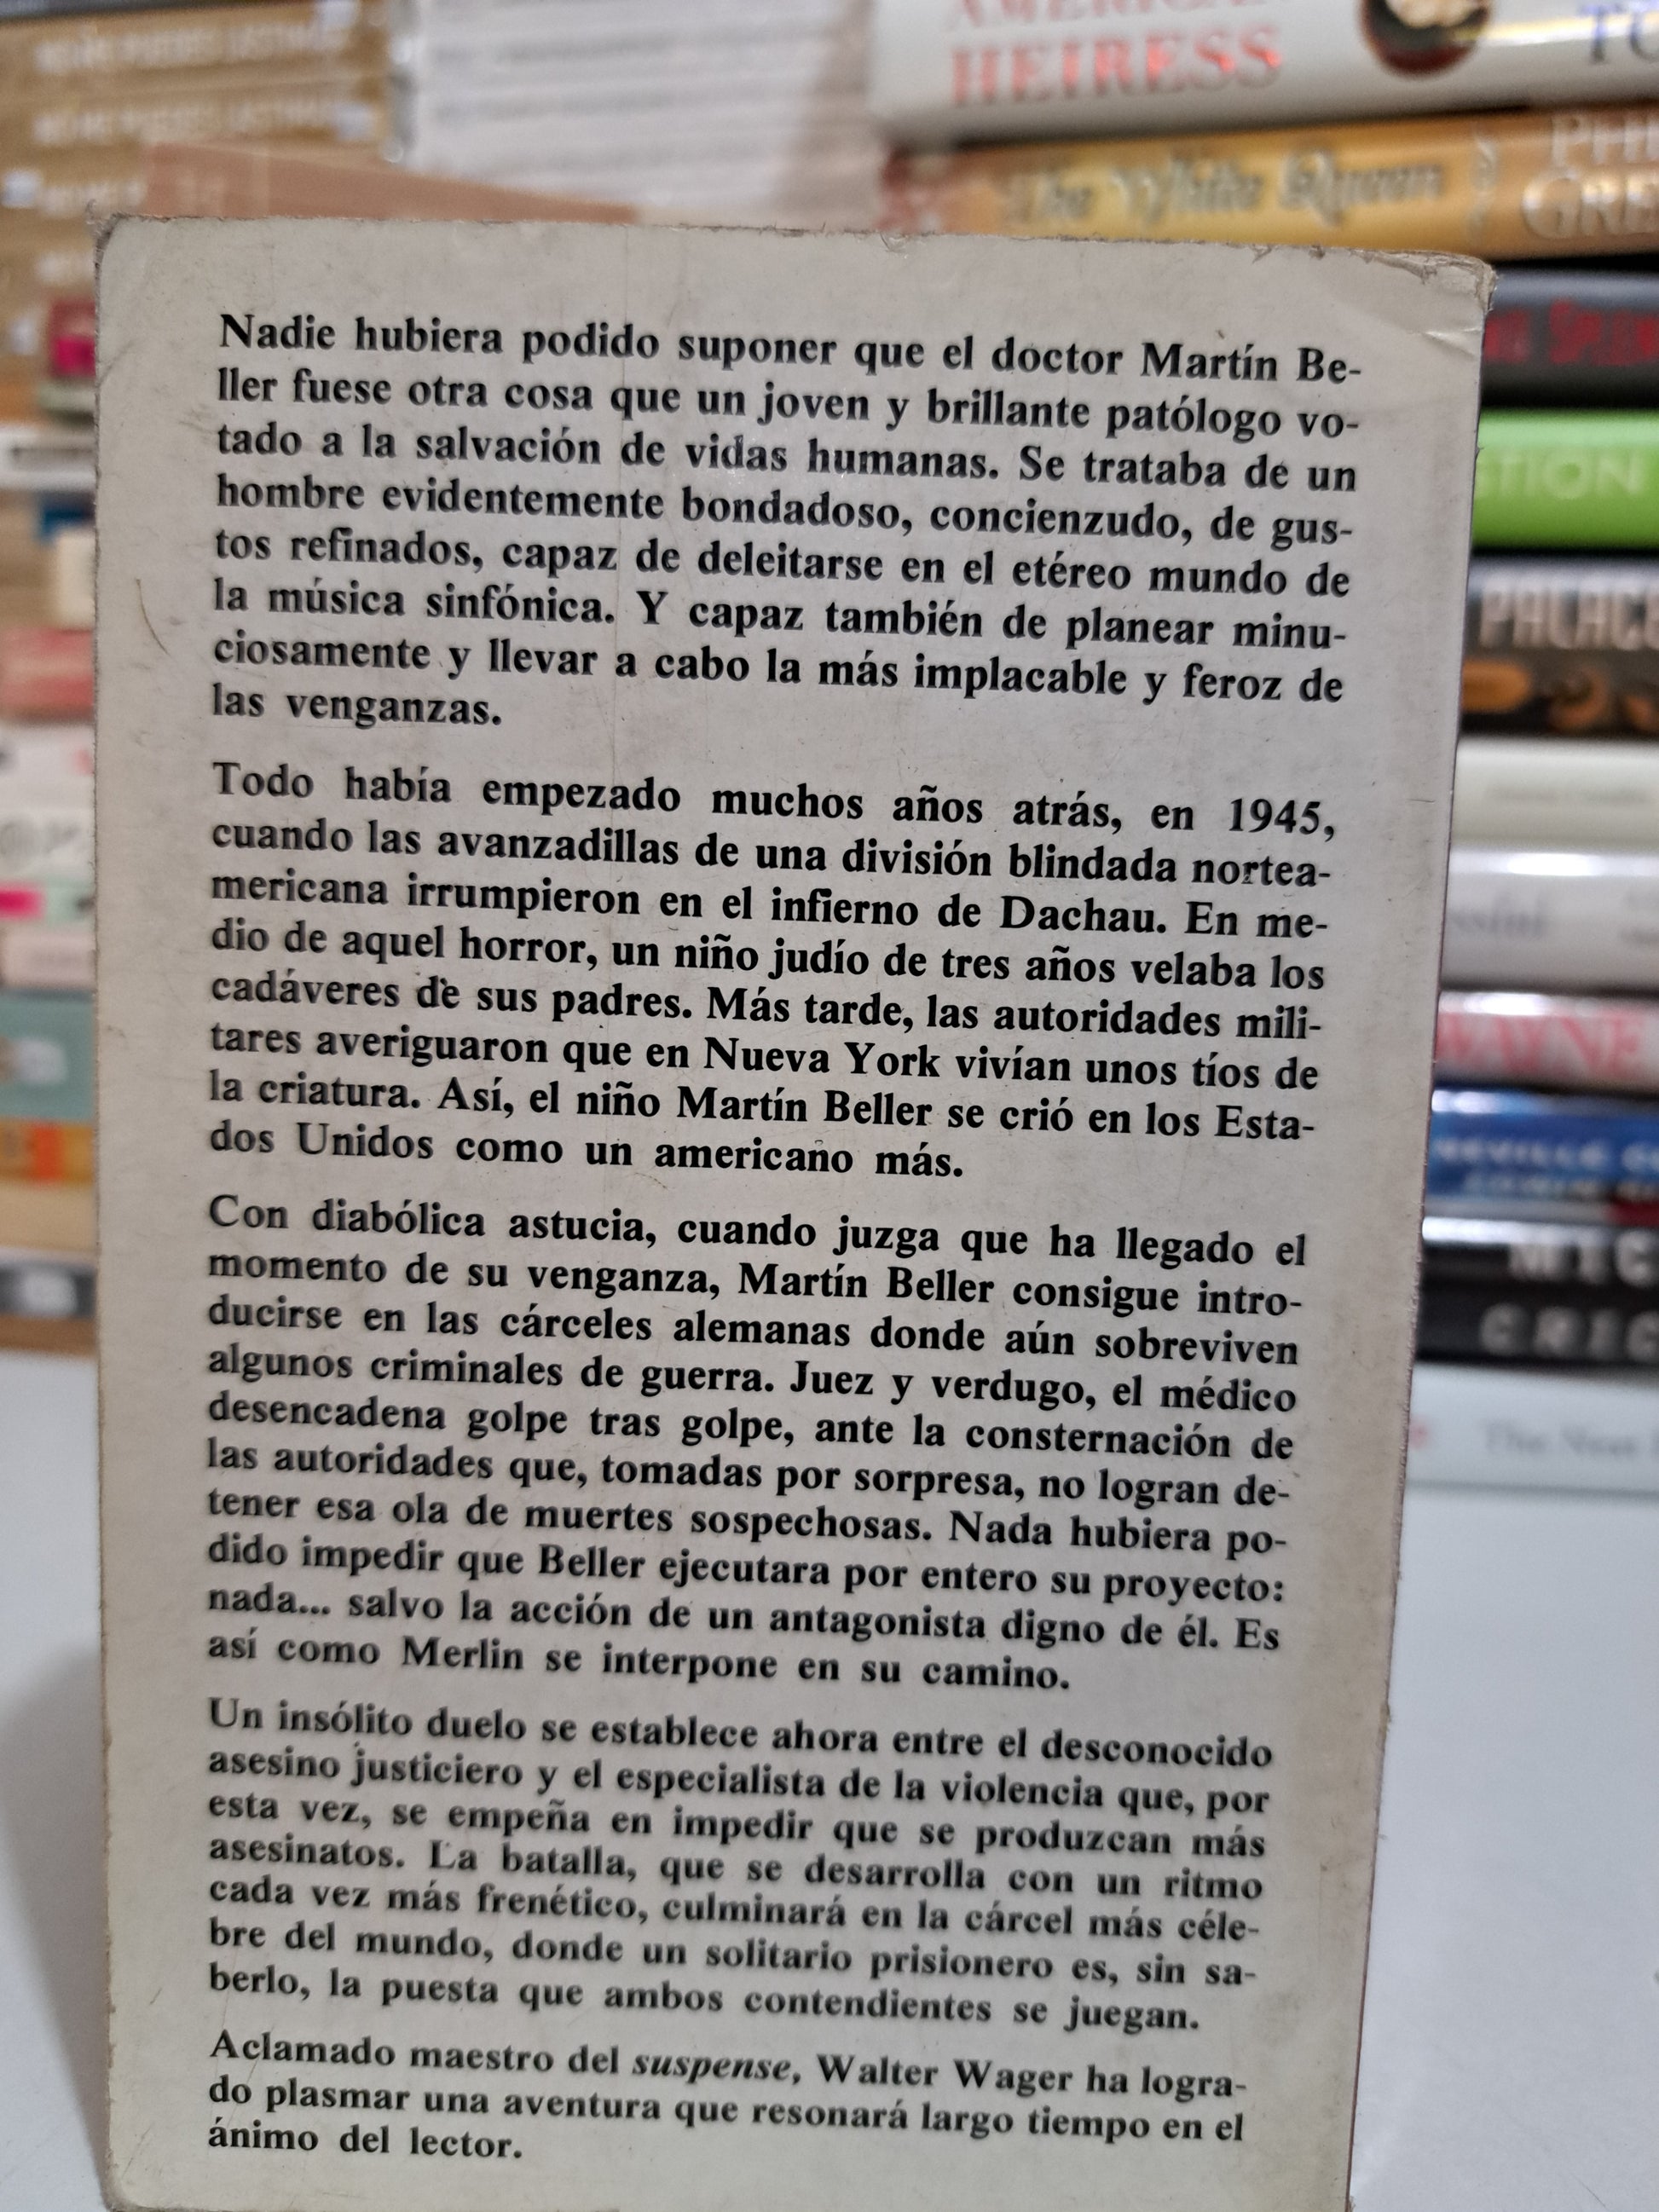 AMERICAN
HEIRESS
The White Queen
Nadie hubiera podido suponer que el doctor Martín Be-
ller fuese otra cosa que un joven y brillante patólogo vo-
tado a la salvación de vidas humanas. Se trataba de un
hombre evidentemente bondadoso, concienzudo, de gus-
tos refinados, capaz de deleitarse en el etéreo mundo de
la música sinfónica. Y capaz también de planear minu-
ciosamente y llevar a cabo la más implacable y feroz de
las venganzas.
Todo había empezado muchos años atrás, en 1945,
cuando las avanzadillas de una división blindada nortea-
mericana irrumpieron en el infierno de Dachau. En me-
dio de aquel horror, un niño judío de tres años velaba los
cadáveres de sus padres. Más tarde, las autoridades mili-
tares averiguaron que en Nueva York vivían unos tíos de
la criatura. Así, el niño Martín Beller se crió en los Esta-
dos Unidos como un americano más.
Con diabólica astucia, cuando juzga que ha llegado el
momento de su venganza, Martín Beller consigue intro-
ducirse en las cárceles alemanas donde aún sobreviven
algunos criminales de guerra. Juez y verdugo, el médico
desencadena golpe tras golpe, ante la consternación de
las autoridades que, tomadas por sorpresa, no logran de-
tener esa ola de muertes sospechosas. Nada hubiera po-
dido impedir que Beller ejecutara por entero su proyecto:
nada... salvo la acción de un antagonista digno de él. Es
así como Merlin se interpone en su camino.
Un insólito duelo se establece ahora entre el desconocido
asesino justiciero y el especialista de la violencia que, por
esta vez, se empeña en impedir que se produzcan más
asesinatos. La batalla, que se desarrolla con un ritmo
cada vez más frenético, culminará en la cárcel más céle-
bre del mundo, donde un solitario prisionero es, sin sa-
berlo, la puesta que ambos contendientes se juegan.
Aclamado maestro del suspense, Walter Wager ha logra-
do plasmar una aventura que resonará largo tiempo en el
ánimo del lector.